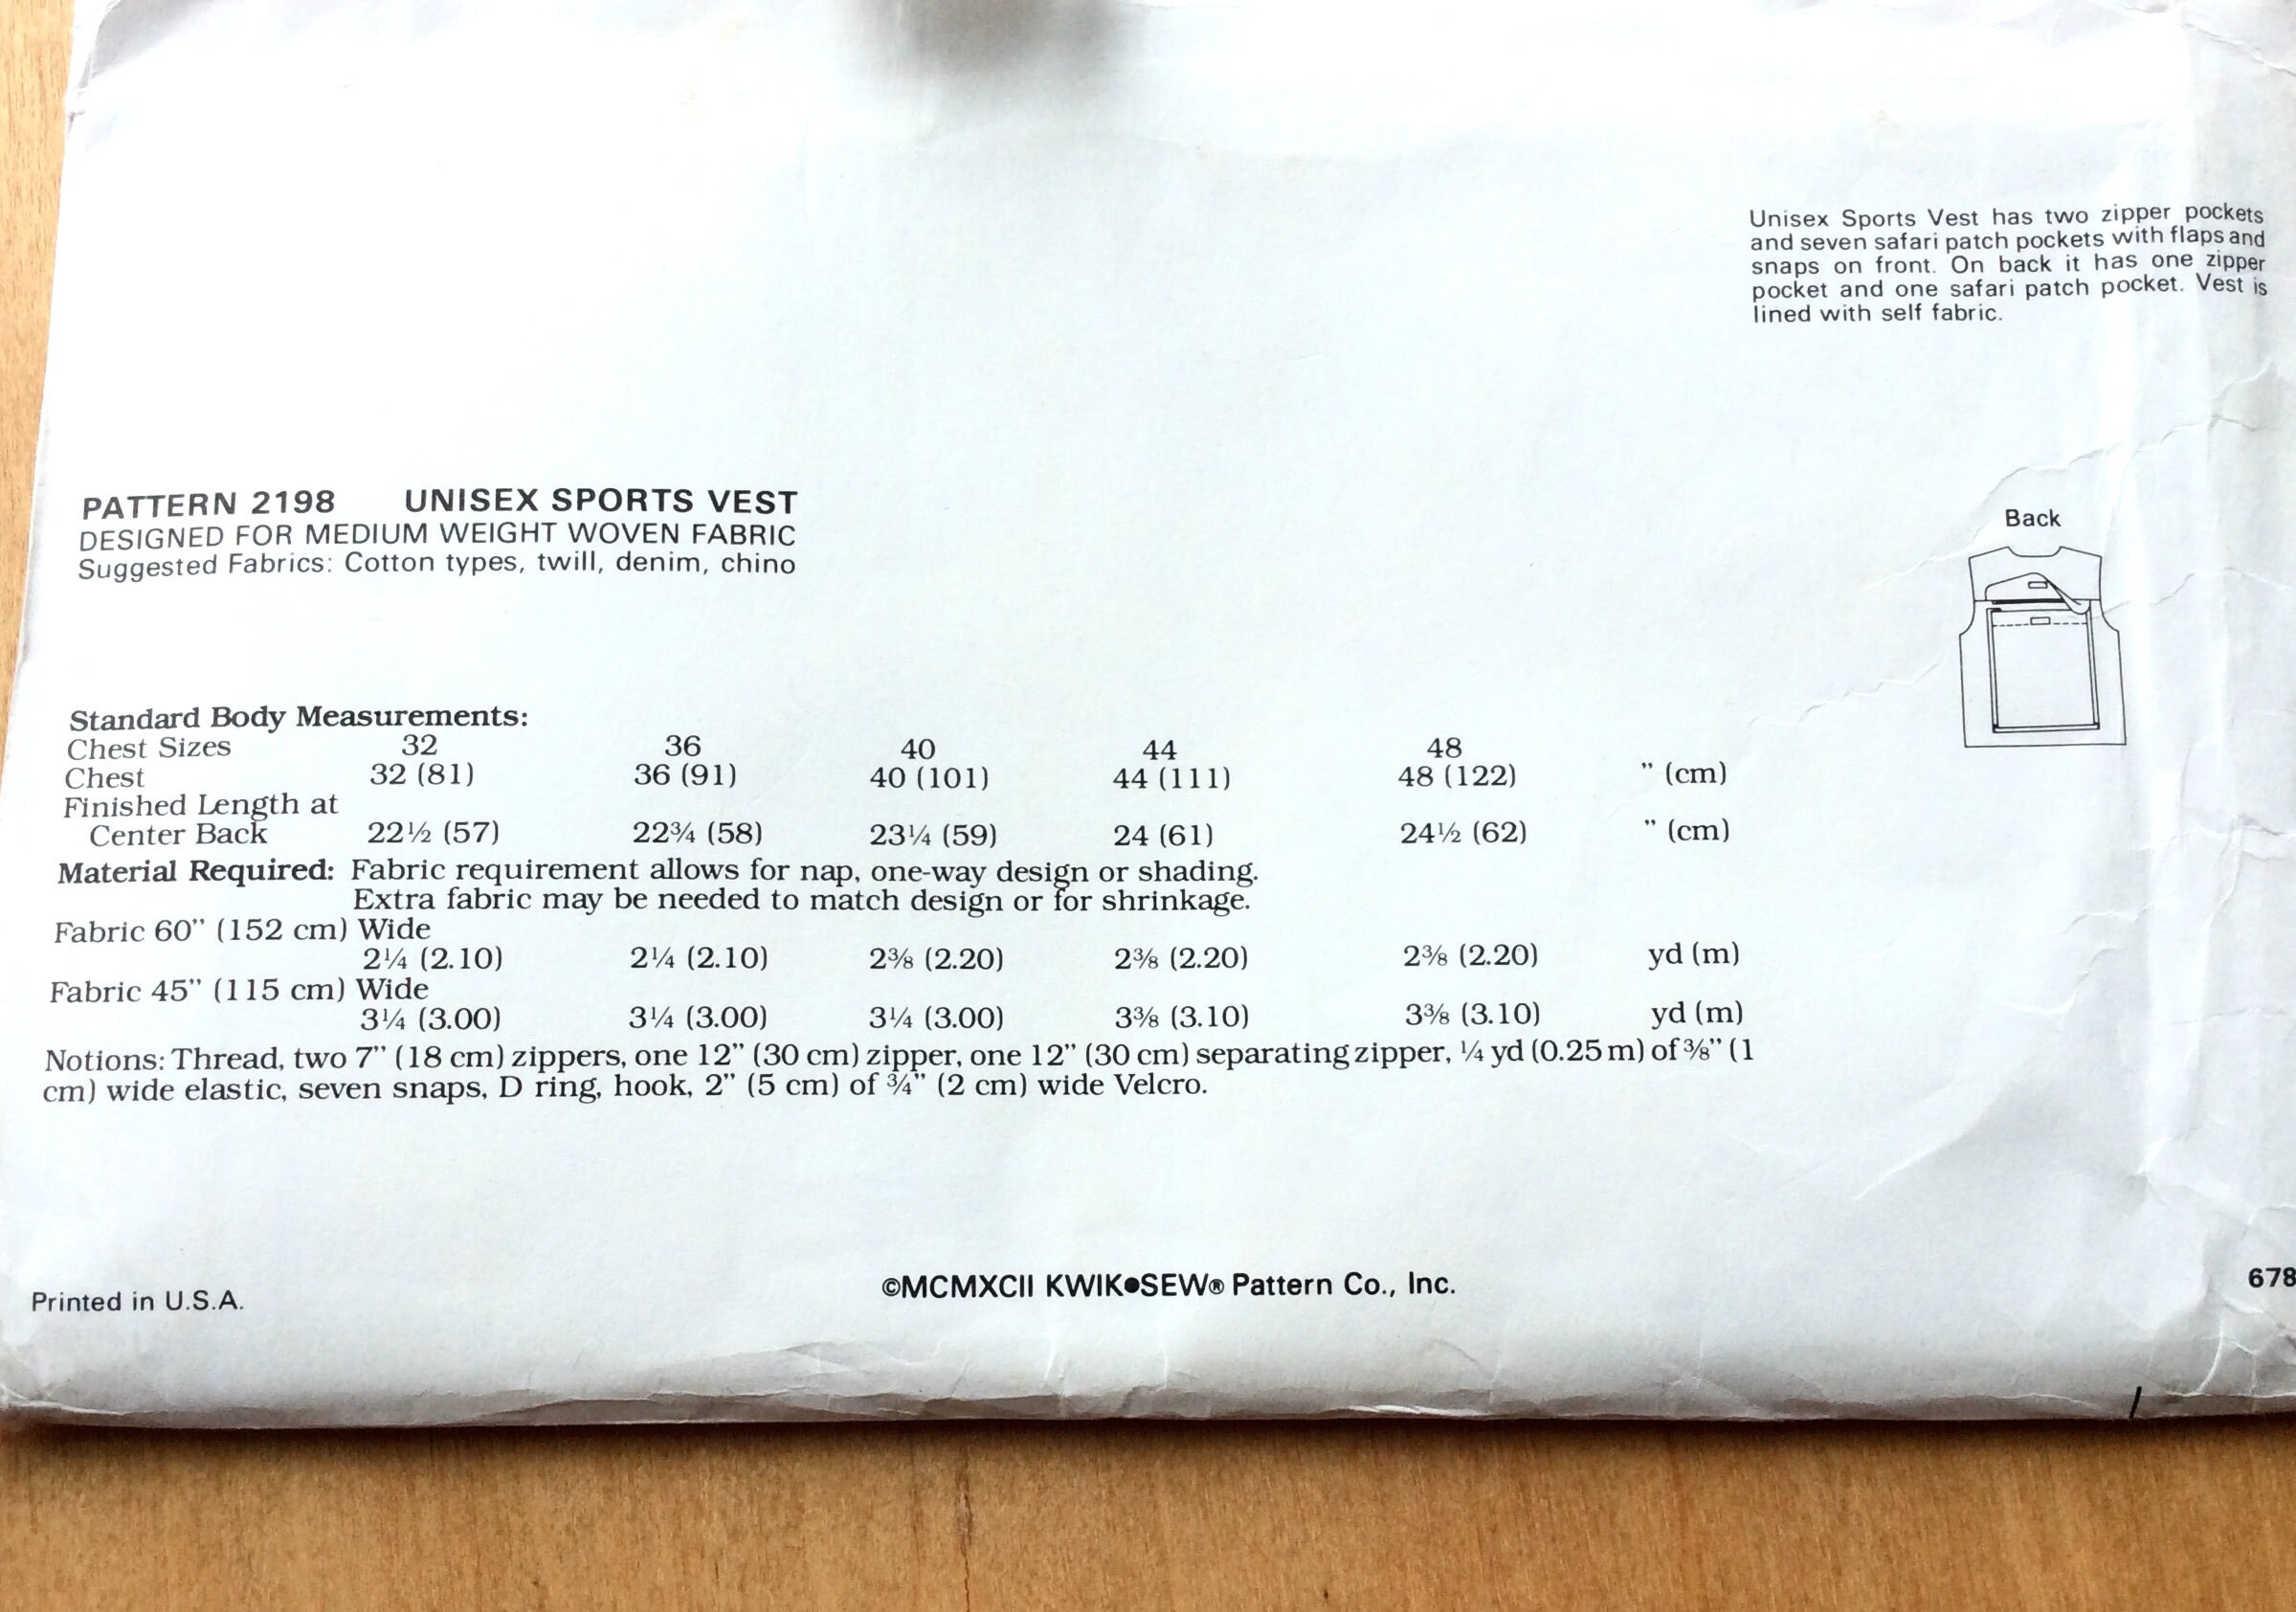 Unisex Sports Vest has two zipper pockets
and seven safari patch pockets with flaps and
snaps on front. On back it has one zipper
pocket and one safari patch pocket. Vest is
lined with self fabric.
PATTERN 2198 UNISEX SPORTS VEST
DESIGNED FOR MEDIUM WEIGHT WOVEN FABRIC
Suggested Fabrics: Cotton types, twill, denim, chino
Back
Standard Body Measurements:
Chest Sizes 32 36 40 44 48
Chest 32 (81) 36 (91) 40 (101) 44 (111) 48 (122) ” (cm)
Finished Length at
Center Back 22½ (57) 22¾ (58) 23¼ (59) 24 (61) 24½ (62) ” (cm)
Material Required: Fabric requirement allows for nap, one-way design or shading.
Extra fabric may be needed to match design or for shrinkage.
Fabric 60” (152 cm) Wide
2¼ (2.10) 2¼ (2.10) 2⅜ (2.20) 2⅜ (2.20) 2⅜ (2.20) yd (m)
Fabric 45” (115 cm) Wide
3¼ (3.00) 3¼ (3.00) 3¼ (3.00) 3⅜ (3.10) 3⅜ (3.10) yd (m)
Notions: Thread, two 7” (18 cm) zippers, one 12” (30 cm) zipper, one 12” (30 cm) separating zipper, ¼ yd (0.25 m) of ⅜” (1
cm) wide elastic, seven snaps, D ring, hook, 2” (5 cm) of ¾” (2 cm) wide Velcro.
Printed in U.S.A.
©MCMXCII KWIK•SEW® Pattern Co., Inc.
678